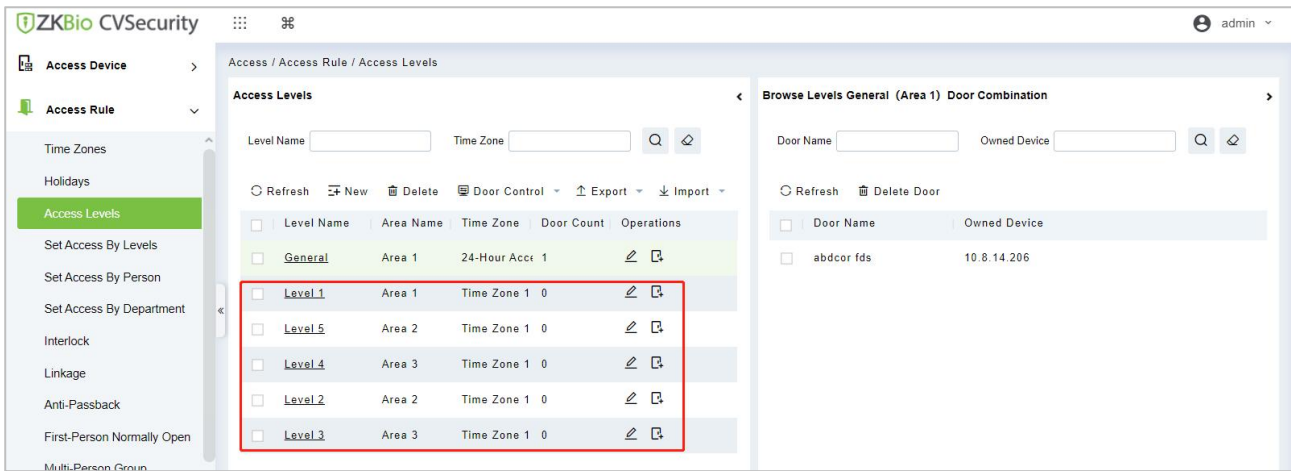 ZKBio CVSecurity
admin
Access Device
Access Rule
Time Zones
Holidays
Access Levels
Set Access By Levels
Set Access By Person
Set Access By Department
Interlock
Linkage
Anti-Passback
First-Person Normally Open
Multi-Person Group
Access / Access Rule / Access Levels
Access Levels
Level Name Time Zone
Refresh New Delete Door Control Export Import
Level Name Area Name Time Zone Door Count Operations
General Area 1 24-Hour Acce 1
Level 1 Area 1 Time Zone 1 0
Level 5 Area 2 Time Zone 1 0
Level 4 Area 3 Time Zone 1 0
Level 2 Area 2 Time Zone 1 0
Level 3 Area 3 Time Zone 1 0
Browse Levels General (Area 1) Door Combination
Door Name Owned Device
Refresh Delete Door
Door Name Owned Device
abdcor fds 10.8.14.206